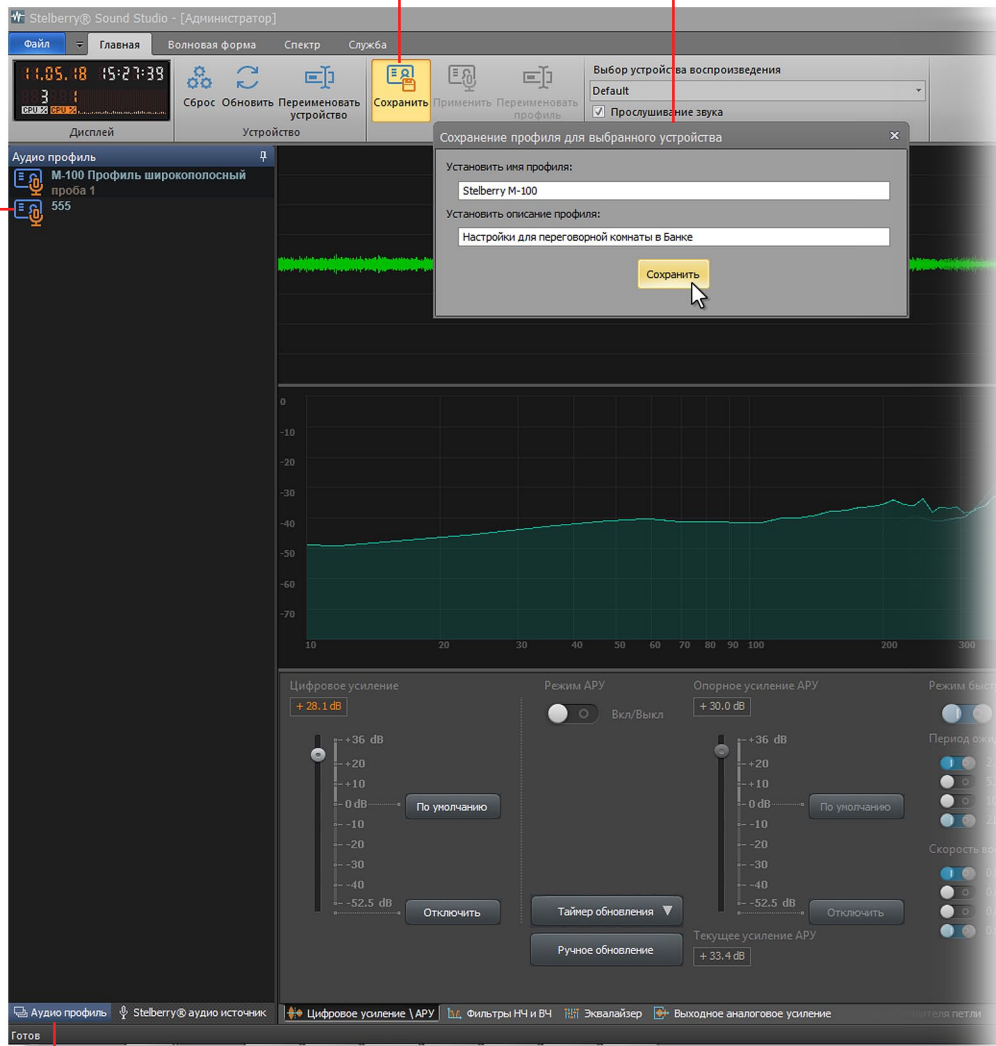 Stelberry® Sound Studio - [Администратор]
Файл Главная Волновая форма Спектр Служба
11.05.18 15:27:39
3 1
CPU % CPU %
Дисплей
Сброс Обновить Переименовать устройство
Устройство
Сохранить Применить Переименовать профиль
Выбор устройства воспроизведения
Default
Прослушивание звука
Сохранение профиля для выбранного устройства
Установить имя профиля:
Stelberry M-100
Установить описание профиля:
Настройки для переговорной комнаты в Банке
Сохранить
Аудио профиль
М-100 Профиль широкополосный
проба 1
555
0
-10
-20
-30
-40
-50
-60
-70
10 20 30 40 50 60 70 80 90 100 200 300
Цифровое усиление
+ 28.1 dB
+36 dB
+20
+10
0 dB
-10
-20
-30
-40
-52.5 dB
По умолчанию
Отключить
Режим АРУ
Вкл/Выкл
Таймер обновления
Ручное обновление
Опорное усиление АРУ
+ 30.0 dB
+36 dB
+20
+10
0 dB
-10
-20
-30
-40
-52.5 dB
По умолчанию
Отключить
Текущее усиление АРУ
+ 33.4 dB
Режим
Период
Скорость
Аудио профиль Stelberry® аудио источник
Цифровое усиление \ АРУ Фильтры НЧ и ВЧ Эквалайзер Выходное аналоговое усиление петли
Готов